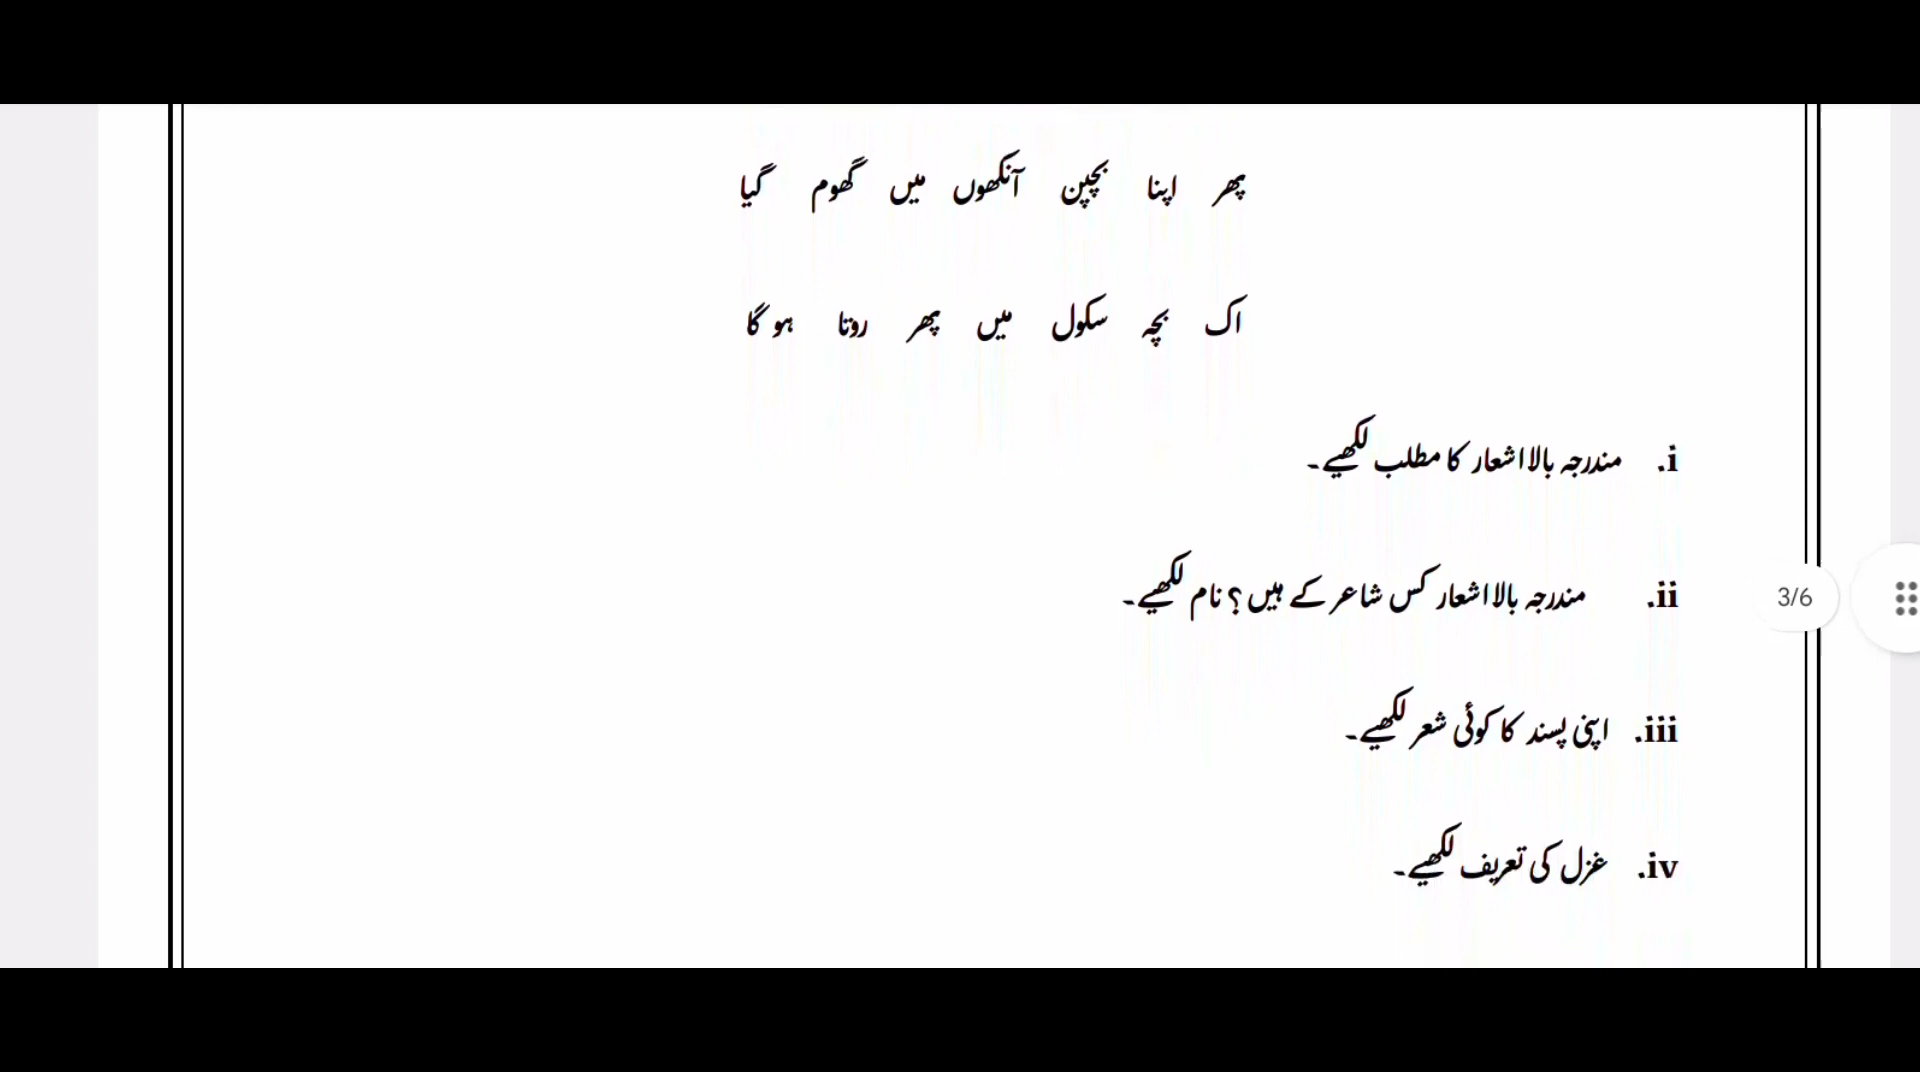 پھر اپنا بچپن آنکھوں میں گھوم گیا
اک بچہ سکول میں پھر روتا ہو گا
i. مندرجہ بالا اشعار کا مطلب لکھیے۔
ii. مندرجہ بالا اشعار کس شاعر کے ہیں؟ نام لکھیے۔
3/6
iii. اپنی پسند کا کوئی شعر لکھیے۔
iv. غزل کی تعریف لکھیے۔